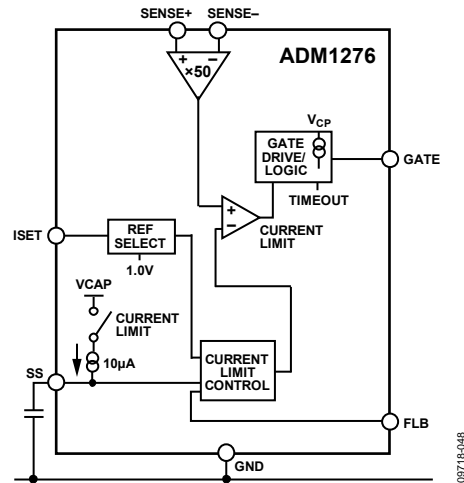 SENSE+ SENSE–
ADM1276
+ –
×50
VCP
GATE
DRIVE/
LOGIC
GATE
TIMEOUT
+
–
CURRENT
LIMIT
ISET
REF
SELECT
1.0V
VCAP
CURRENT
LIMIT
10µA
SS
CURRENT
LIMIT
CONTROL
FLB
GND
09718-048